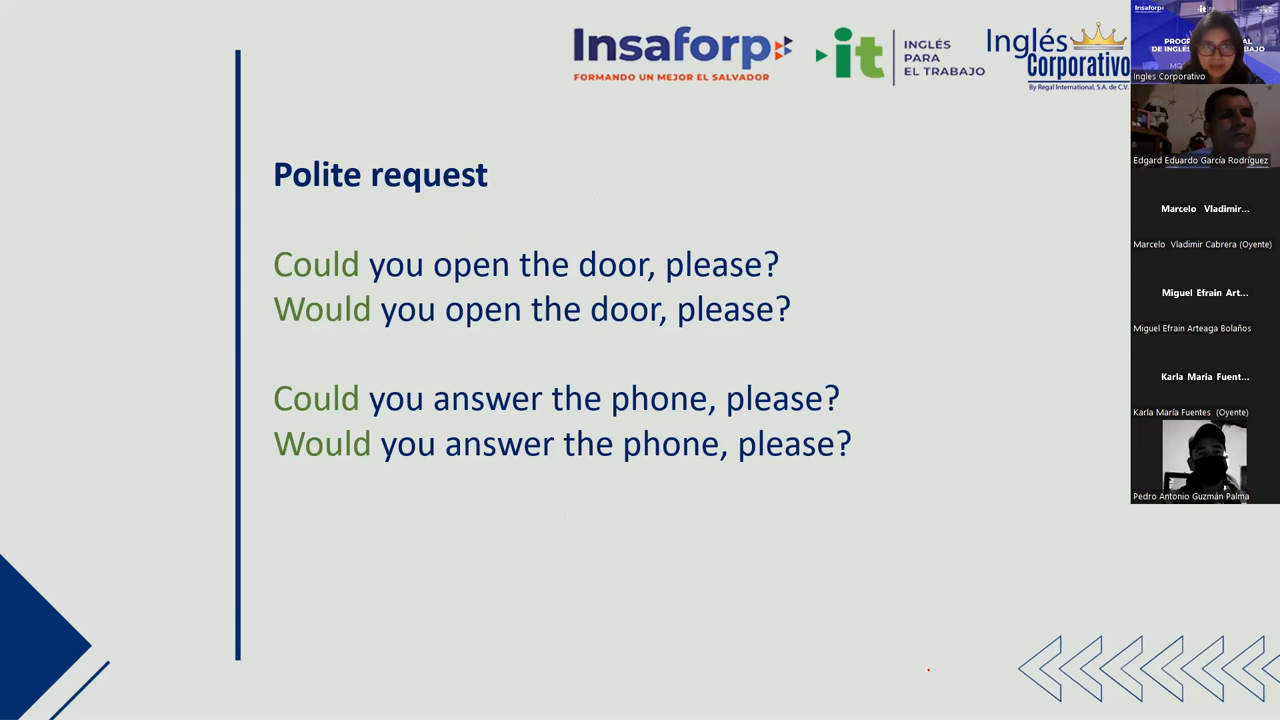 Insaforp
FORMANDO UN MEJOR EL SALVADOR
it
INGLÉS
PARA
EL TRABAJO
Inglés
Corporativo
By Regal International, S.A. de C.V.
Polite request
Could you open the door, please?
Would you open the door, please?
Could you answer the phone, please?
Would you answer the phone, please?
Insaforp
it
Ingles Corporativo
Edgard Eduardo García Rodríguez
Marcelo Vladimir...
Marcelo Vladimir Cabrera (Oyente)
Miguel Efrain Art...
Miguel Efrain Arteaga Bolaños
Karla María Fuent...
Karla María Fuentes (Oyente)
Pedro Antonio Guzmán Palma